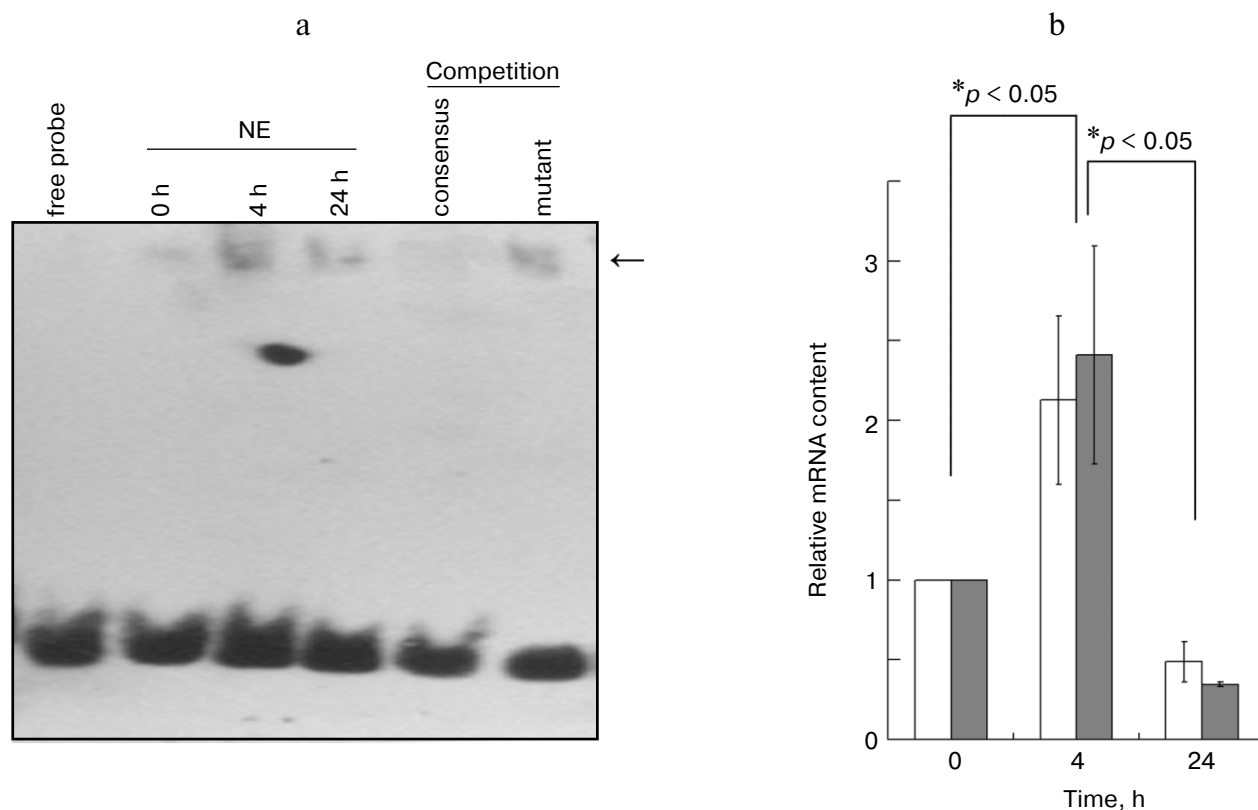 a
Competition
NE
free probe
0 h
4 h
24 h
consensus
mutant
←
b
*p < 0.05
*p < 0.05
Relative mRNA content
3
2
1
0
0
4
24
Time, h